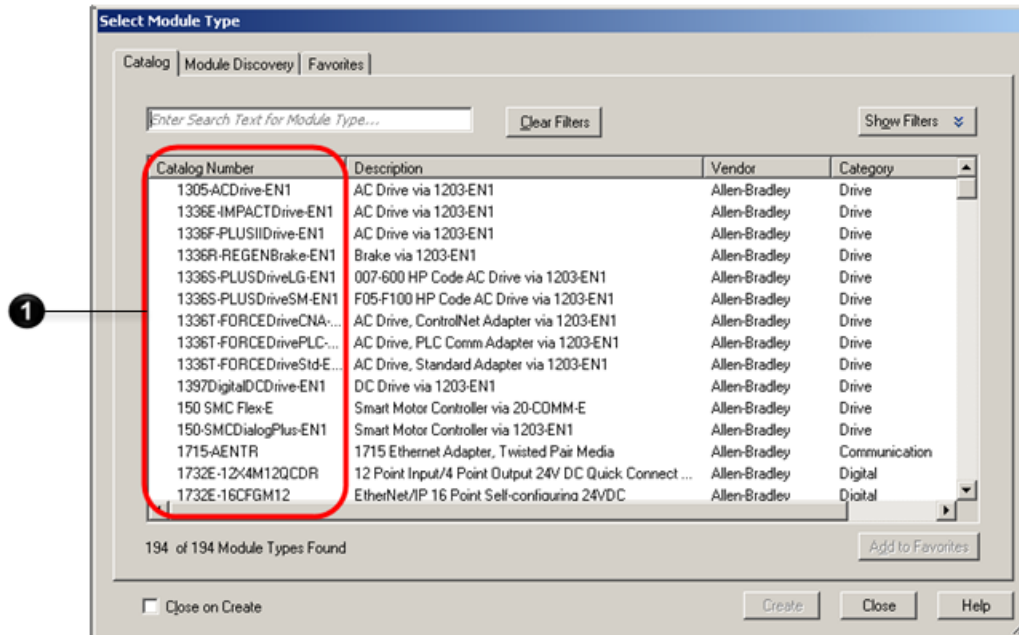 Select Module Type
Catalog Module Discovery Favorites
Enter Search Text for Module Type... Clear Filters Show Filters
Catalog Number Description Vendor Category
1305-ACDrive-EN1 AC Drive via 1203-EN1 Allen-Bradley Drive
1336E-IMPACTDrive-EN1 AC Drive via 1203-EN1 Allen-Bradley Drive
1336F-PLUSIIDrive-EN1 AC Drive via 1203-EN1 Allen-Bradley Drive
1336R-REGENBrake-EN1 Brake via 1203-EN1 Allen-Bradley Drive
1336S-PLUSDriveLG-EN1 007-600 HP Code AC Drive via 1203-EN1 Allen-Bradley Drive
1336S-PLUSDriveSM-EN1 F05-F100 HP Code AC Drive via 1203-EN1 Allen-Bradley Drive
1336T-FORCEDriveCNA-... AC Drive, ControlNet Adapter via 1203-EN1 Allen-Bradley Drive
1336T-FORCEDrivePLC-... AC Drive, PLC Comm Adapter via 1203-EN1 Allen-Bradley Drive
1336T-FORCEDriveStd-E... AC Drive, Standard Adapter via 1203-EN1 Allen-Bradley Drive
1397DigitalDCDrive-EN1 DC Drive via 1203-EN1 Allen-Bradley Drive
150 SMC Flex-E Smart Motor Controller via 20-COMM-E Allen-Bradley Drive
1 150-SMCDialogPlus-EN1 Smart Motor Controller via 1203-EN1 Allen-Bradley Drive
1715-AENTR 1715 Ethernet Adapter, Twisted Pair Media Allen-Bradley Communication
1732E-12X4M12QCDR 12 Point Input/4 Point Output 24V DC Quick Connect ... Allen-Bradley Digital
1732E-16CFGM12 EtherNet/IP 16 Point Self-configuring 24VDC Allen-Bradley Digital
194 of 194 Module Types Found Add to Favorites
Close on Create Create Close Help